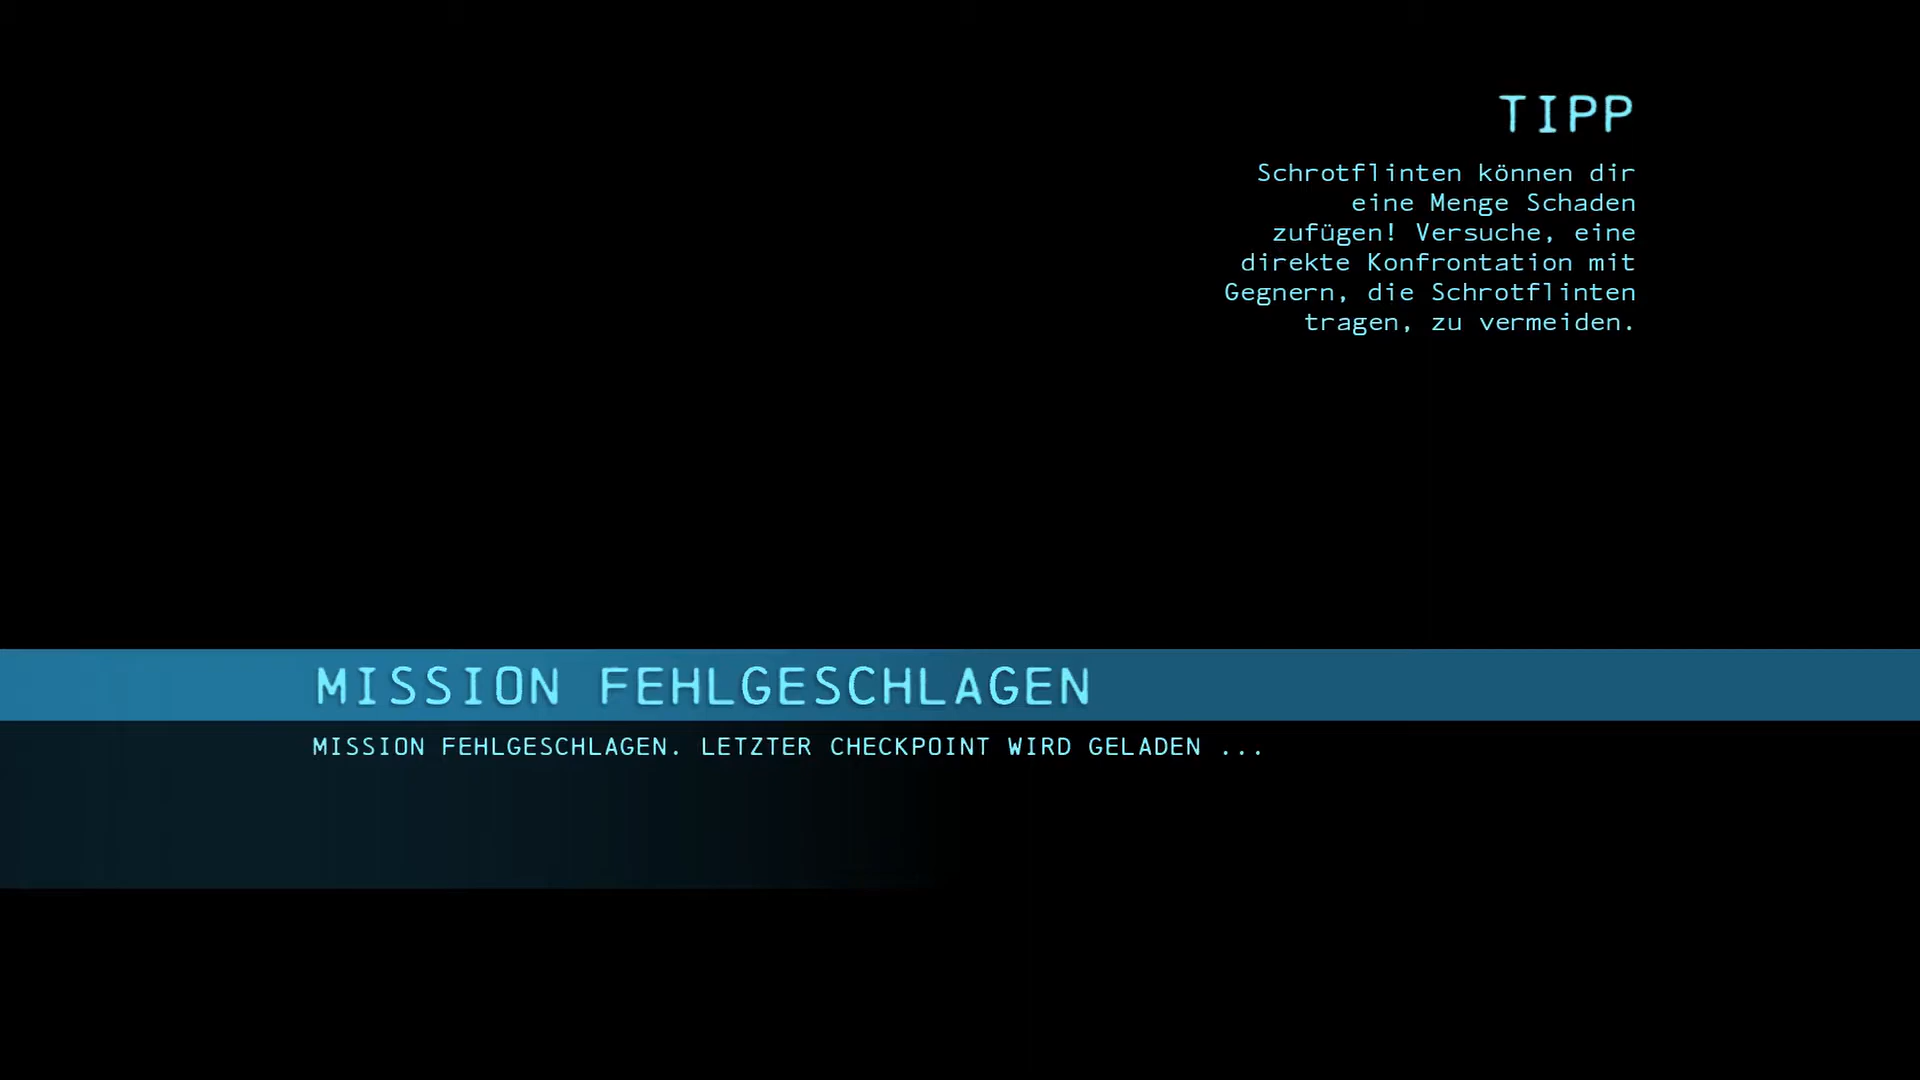 TIPP
Schrotflinten können dir
eine Menge Schaden
zufügen! Versuche, eine
direkte Konfrontation mit
Gegnern, die Schrotflinten
tragen, zu vermeiden.
MISSION FEHLGESCHLAGEN
MISSION FEHLGESCHLAGEN. LETZTER CHECKPOINT WIRD GELADEN ...